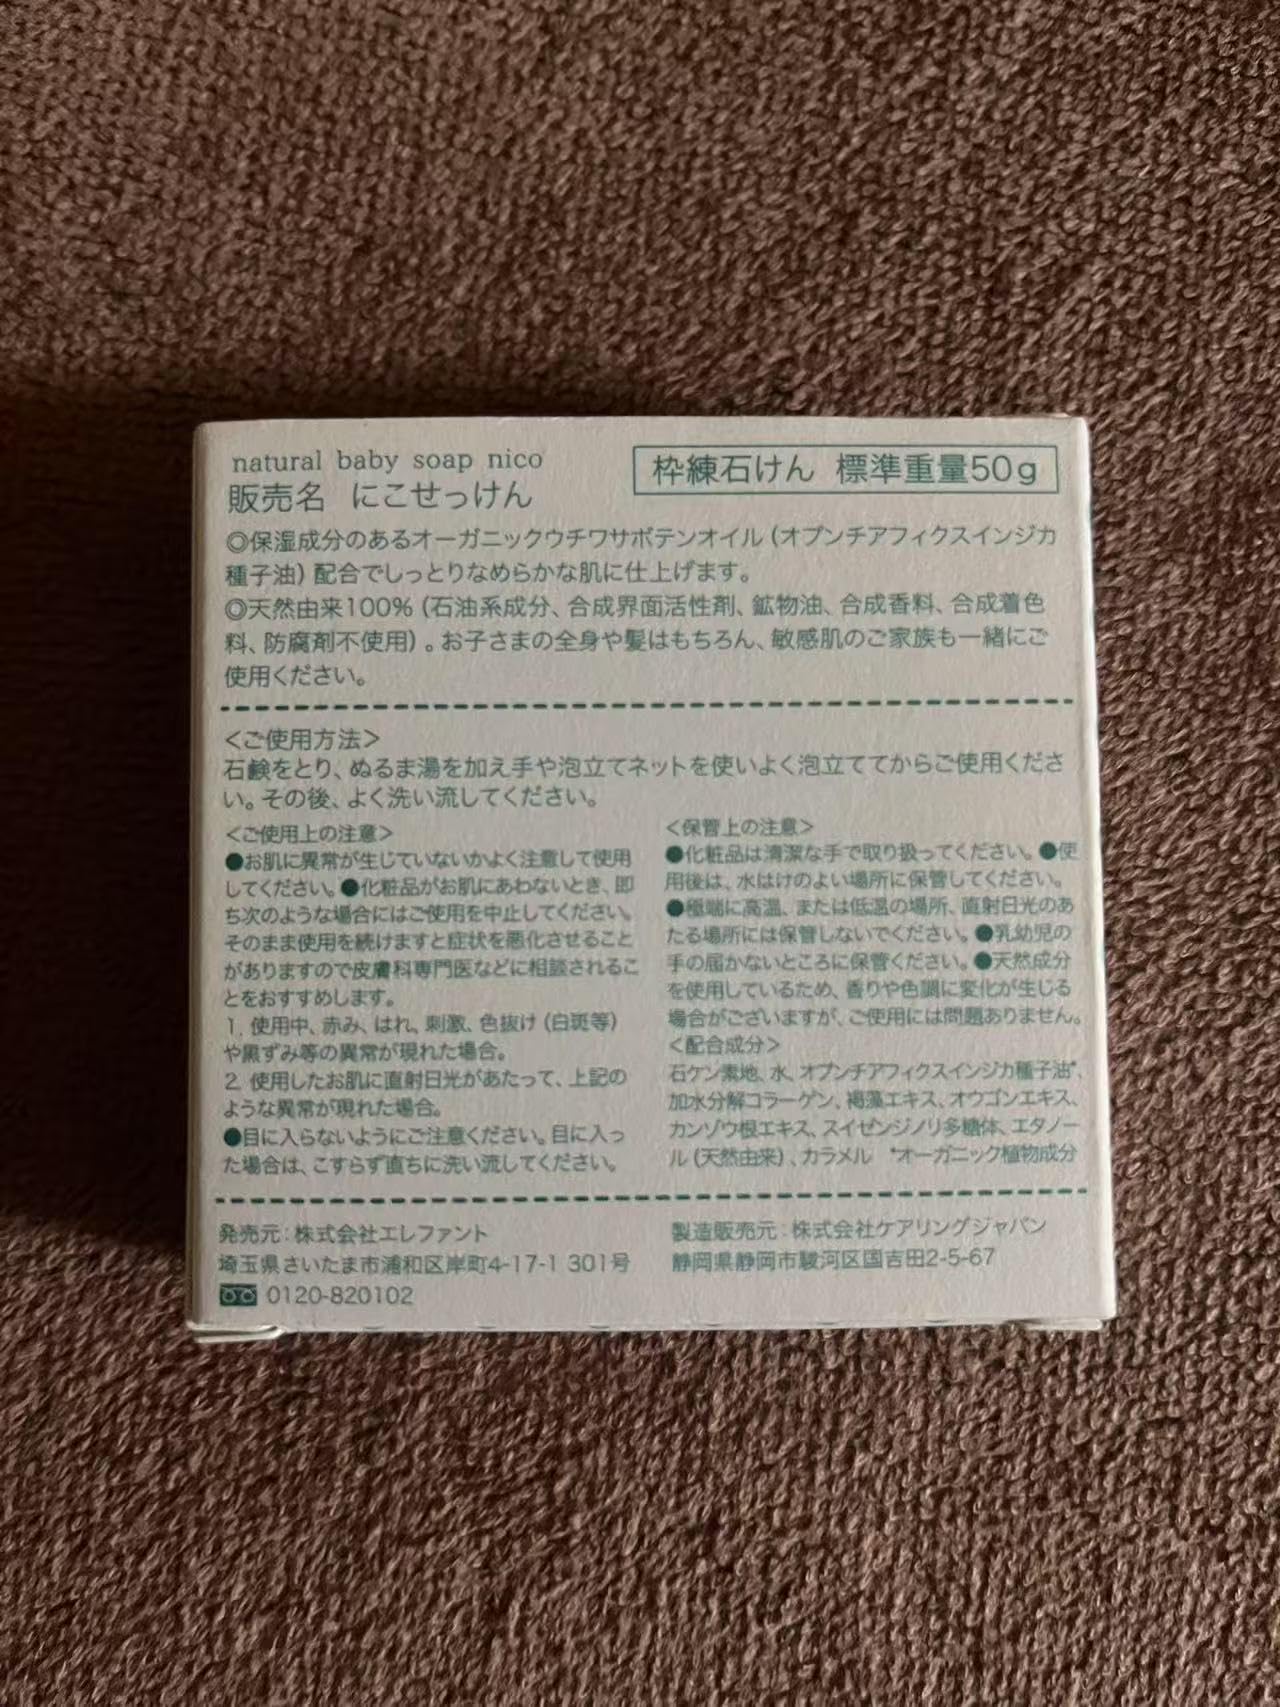 natural baby soap nico
販売名　にこせっけん
枠練石けん 標準重量50g
◎保湿成分のあるオーガニックウチワサボテンオイル（オプンチアフィクスインジカ
種子油）配合でしっとりなめらかな肌に仕上げます。
◎天然由来100%（石油系成分、合成界面活性剤、鉱物油、合成香料、合成着色
料、防腐剤不使用）。お子さまの全身や髪はもちろん、敏感肌のご家族も一緒にご
使用ください。
＜ご使用方法＞
石鹸をとり、ぬるま湯を加え手や泡立てネットを使いよく泡立ててからご使用くださ
い。その後、よく洗い流してください。
＜ご使用上の注意＞
●お肌に異常が生じていないかよく注意して使用
してください。●化粧品がお肌にあわないとき、即
ち次のような場合にはご使用を中止してください。
そのまま使用を続けますと症状を悪化させること
がありますので皮膚科専門医などに相談されるこ
とをおすすめします。
1. 使用中、赤み、はれ、刺激、色抜け（白斑等）
や黒ずみ等の異常が現れた場合。
2. 使用したお肌に直射日光があたって、上記の
ような異常が現れた場合。
●目に入らないようにご注意ください。目に入っ
た場合は、こすらず直ちに洗い流してください。
＜保管上の注意＞
●化粧品は清潔な手で取り扱ってください。●使
用後は、水はけのよい場所に保管してください。
●極端に高温、または低温の場所、直射日光のあ
たる場所には保管しないでください。●乳幼児の
手の届かないところに保管ください。●天然成分
を使用しているため、香りや色調に変化が生じる
場合がございますが、ご使用には問題ありません。
＜配合成分＞
石ケン素地、水、オプンチアフィクスインジカ種子油*、
加水分解コラーゲン、褐藻エキス、オウゴンエキス、
カンゾウ根エキス、スイゼンジノリ多糖体、エタノー
ル（天然由来）、カラメル　*オーガニック植物成分
発売元：株式会社エレファント
埼玉県さいたま市浦和区岸町4-17-1 301号
0120-820102
製造販売元：株式会社ケアリングジャパン
静岡県静岡市駿河区国吉田2-5-67